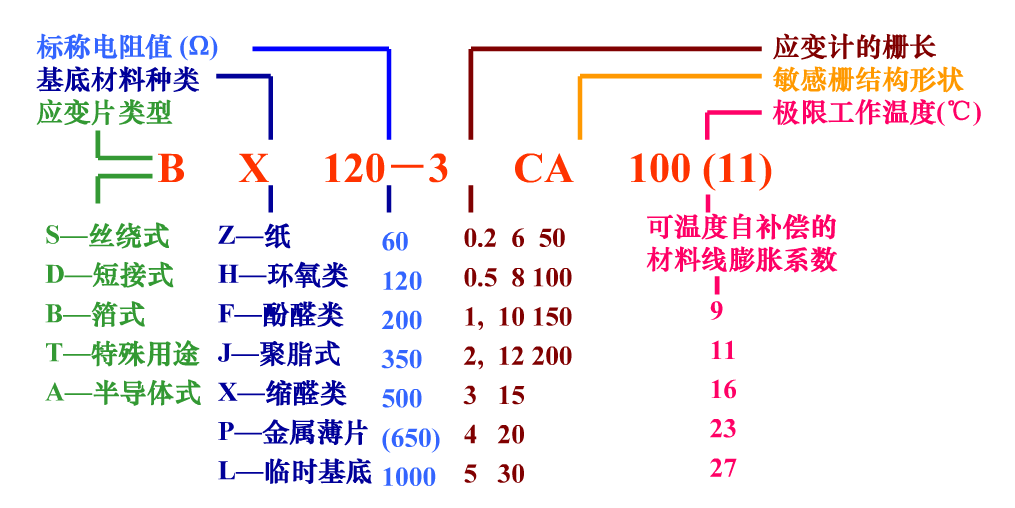 标称电阻值 (Ω)
基底材料种类
应变片类型
应变计的栅长
敏感栅结构形状
极限工作温度(℃)
B X 120－3 CA 100 (11)
S—丝绕式
D—短接式
B—箔式
T—特殊用途
A—半导体式
Z—纸
H—环氧类
F—酚醛类
J—聚脂式
X—缩醛类
P—金属薄片
L—临时基底
60
120
200
350
500
(650)
1000
0.2 6 50
0.5 8 100
1, 10 150
2, 12 200
3 15
4 20
5 30
可温度自补偿的
材料线膨胀系数
9
11
16
23
27